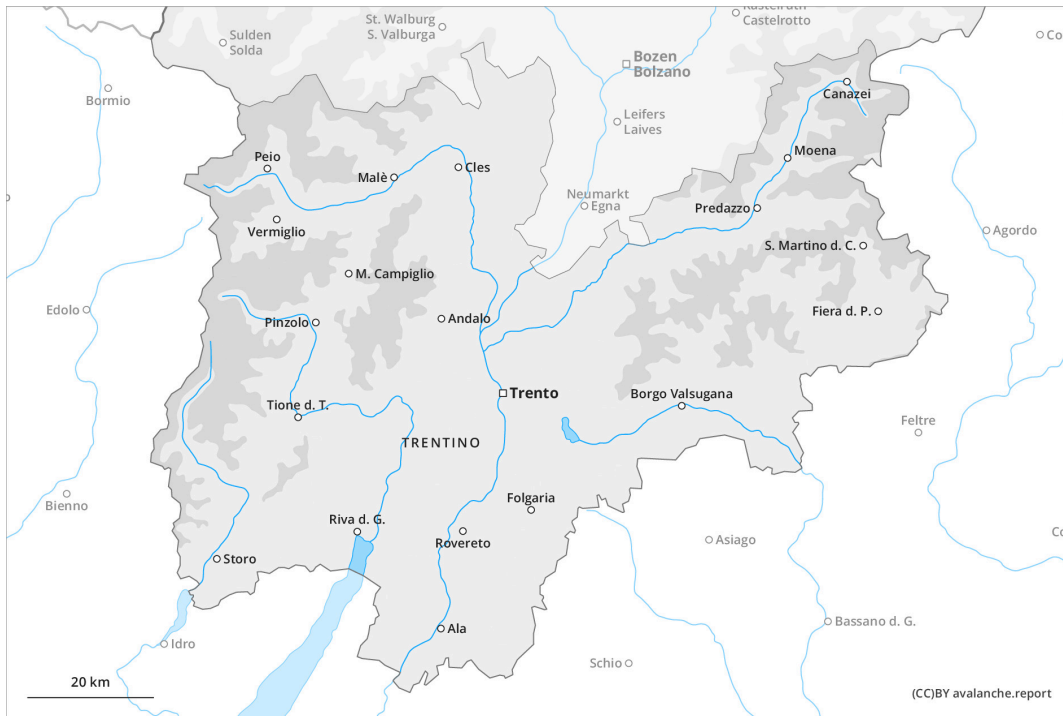 Kastelruth
Castelrotto
St. Walburg
S. Valburga
Sulden
Solda
Bozen
Bolzano
Bormio
Canazei
Leifers
Laives
Moena
Peio
Malè
Cles
Neumarkt
Egna
Predazzo
Vermiglio
S. Martino d. C.
Agordo
M. Campiglio
Edolo
Pinzolo
Andalo
Fiera d. P.
Trento
Borgo Valsugana
Tione d. T.
Feltre
TRENTINO
Bienno
Folgaria
Riva d. G.
Rovereto
Asiago
Storo
Ala
Bassano d. G.
Idro
Schio
20 km
(CC)BY avalanche.report